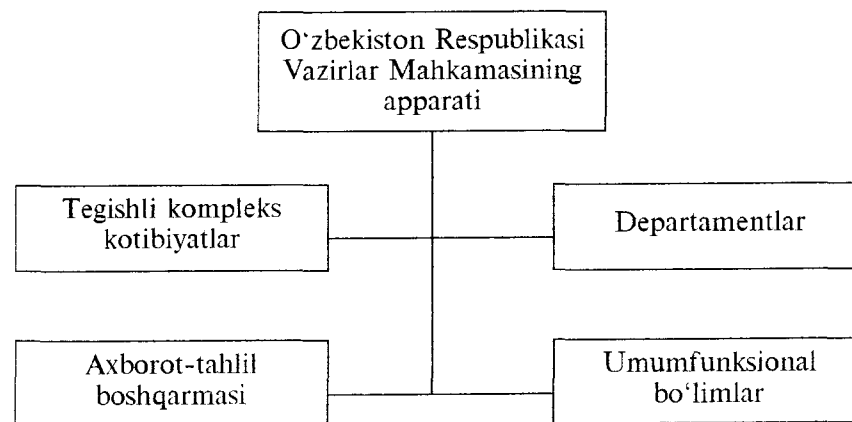 O‘zbekiston Respublikasi
Vazirlar Mahkamasining
apparati
Tegishli kompleks
kotibiyatlar
Departamentlar
Axborot-tahlil
boshqarmasi
Umumfunksional
bo‘limlar